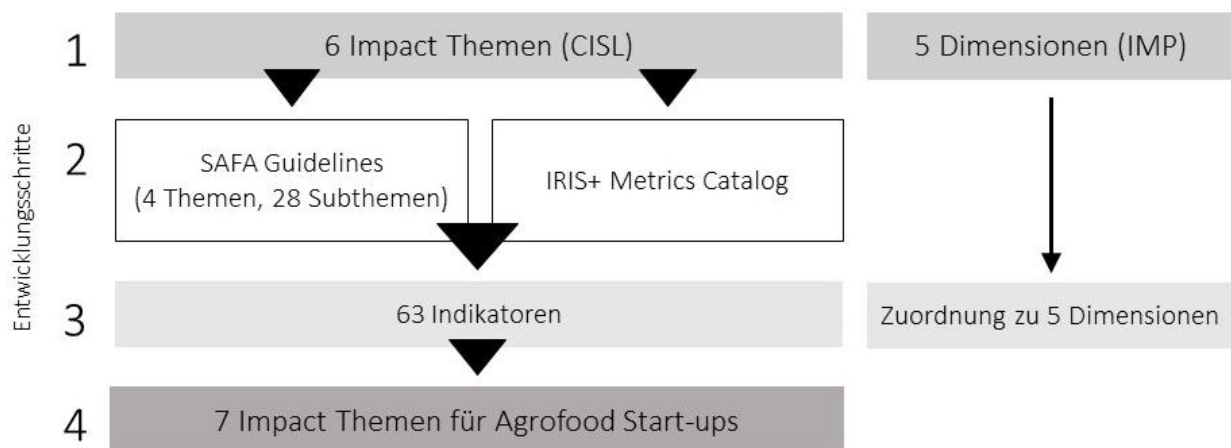 Entwicklungsschritte
1
6 Impact Themen (CISL)
5 Dimensionen (IMP)
2
SAFA Guidelines
(4 Themen, 28 Subthemen)
IRIS+ Metrics Catalog
3
63 Indikatoren
Zuordnung zu 5 Dimensionen
4
7 Impact Themen für Agrofood Start-ups